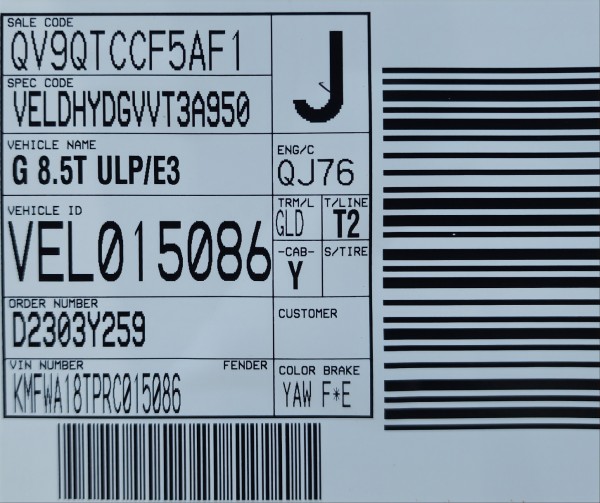 SALE CODE
QV9QTCCF5AF1
J
SPEC CODE
VELDHYDGVVT3A950
VEHICLE NAME
G 8.5T ULP/E3
ENG/C
QJ76
VEHICLE ID
VEL015086
TRM/L
GLD
T/LINE
T2
-CAB-
Y
S/TIRE
ORDER NUMBER
D2303Y259
CUSTOMER
VIN NUMBER
FENDER
KMFWA18TPRC015086
COLOR BRAKE
YAW F*E